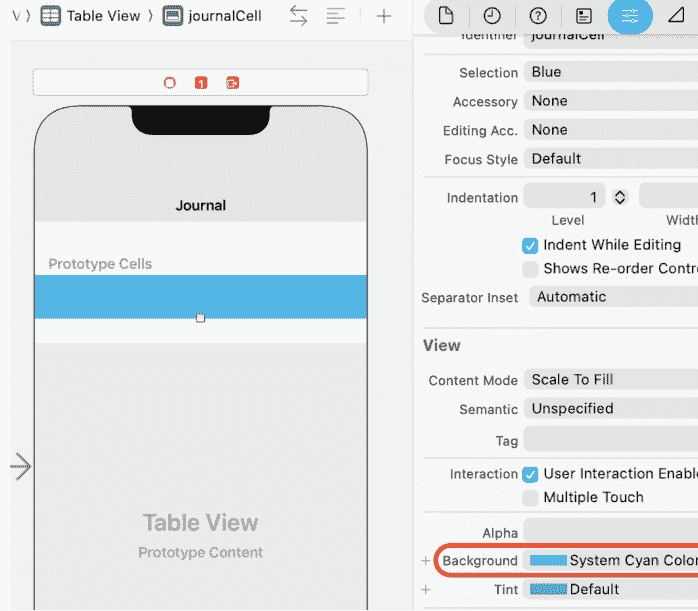 V
Table View
journalCell
Identifier journalCell
Selection Blue
Accessory None
Editing Acc. None
Focus Style Default
Indentation 1
Level Width
Indent While Editing
Shows Re-order Contr
Separator Inset Automatic
View
Content Mode Scale To Fill
Semantic Unspecified
Tag
Interaction User Interaction Enable
Multiple Touch
Alpha
Background System Cyan Color
Tint Default
1
Journal
Prototype Cells
Table View
Prototype Content